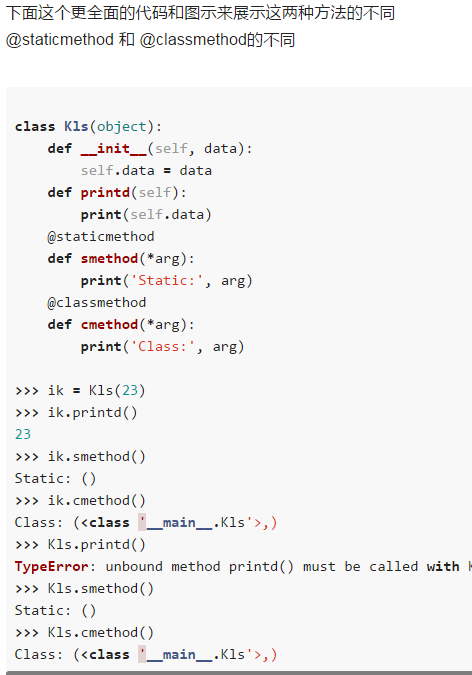 下面这个更全面的代码和图示来展示这两种方法的不同
@staticmethod 和 @classmethod的不同
class Kls(object):
    def __init__(self, data):
        self.data = data
    def printd(self):
        print(self.data)
    @staticmethod
    def smethod(*arg):
        print('Static:', arg)
    @classmethod
    def cmethod(*arg):
        print('Class:', arg)
>>> ik = Kls(23)
>>> ik.printd()
23
>>> ik.smethod()
Static: ()
>>> ik.cmethod()
Class: (<class '__main__.Kls'>,)
>>> Kls.printd()
TypeError: unbound method printd() must be called with
>>> Kls.smethod()
Static: ()
>>> Kls.cmethod()
Class: (<class '__main__.Kls'>,)